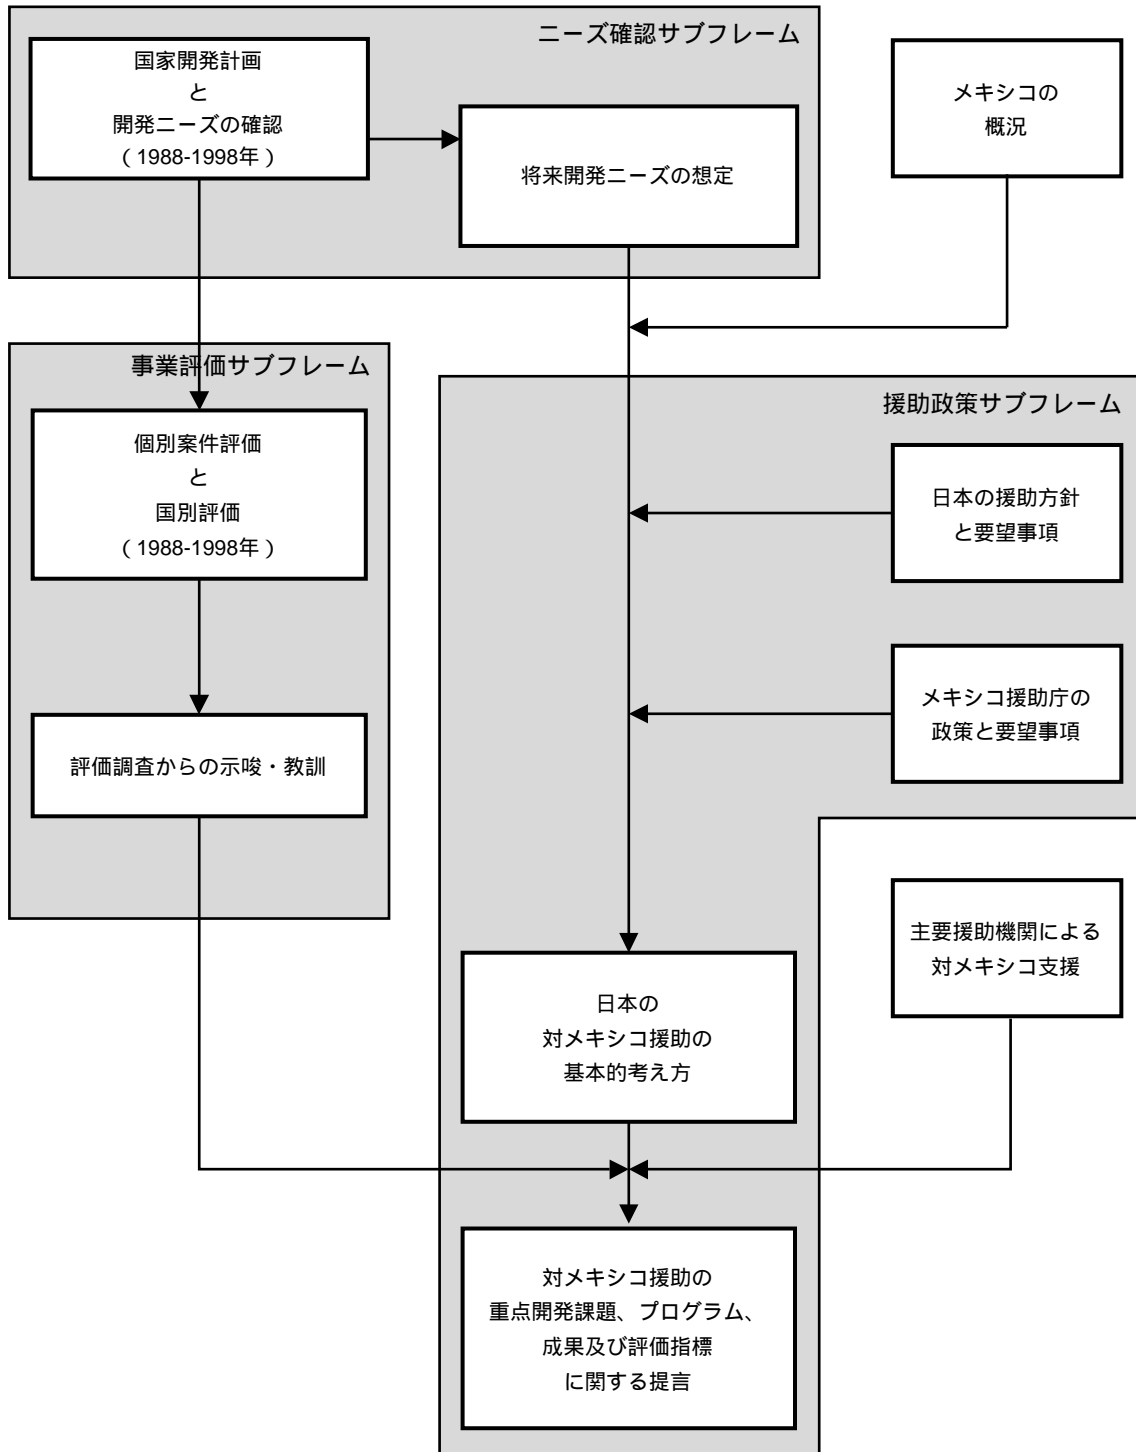 ニーズ確認サブフレーム
国家開発計画
と
開発ニーズの確認
（1988-1998年）
将来開発ニーズの想定
メキシコの
概況
事業評価サブフレーム
個別案件評価
と
国別評価
（1988-1998年）
評価調査からの示唆・教訓
援助政策サブフレーム
日本の援助方針
と要望事項
メキシコ援助庁の
政策と要望事項
主要援助機関による
対メキシコ支援
日本の
対メキシコ援助の
基本的考え方
対メキシコ援助の
重点開発課題、プログラム、
成果及び評価指標
に関する提言